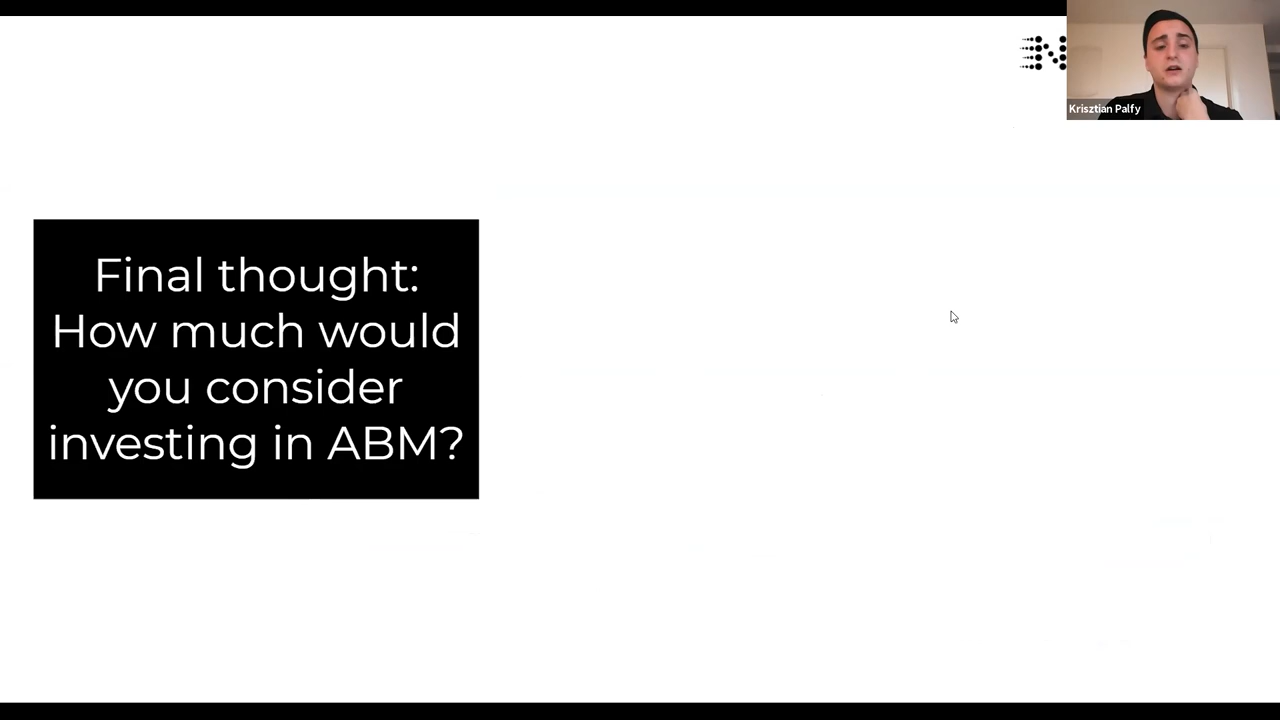 Krisztian Palfy
Final thought:
How much would
you consider
investing in ABM?